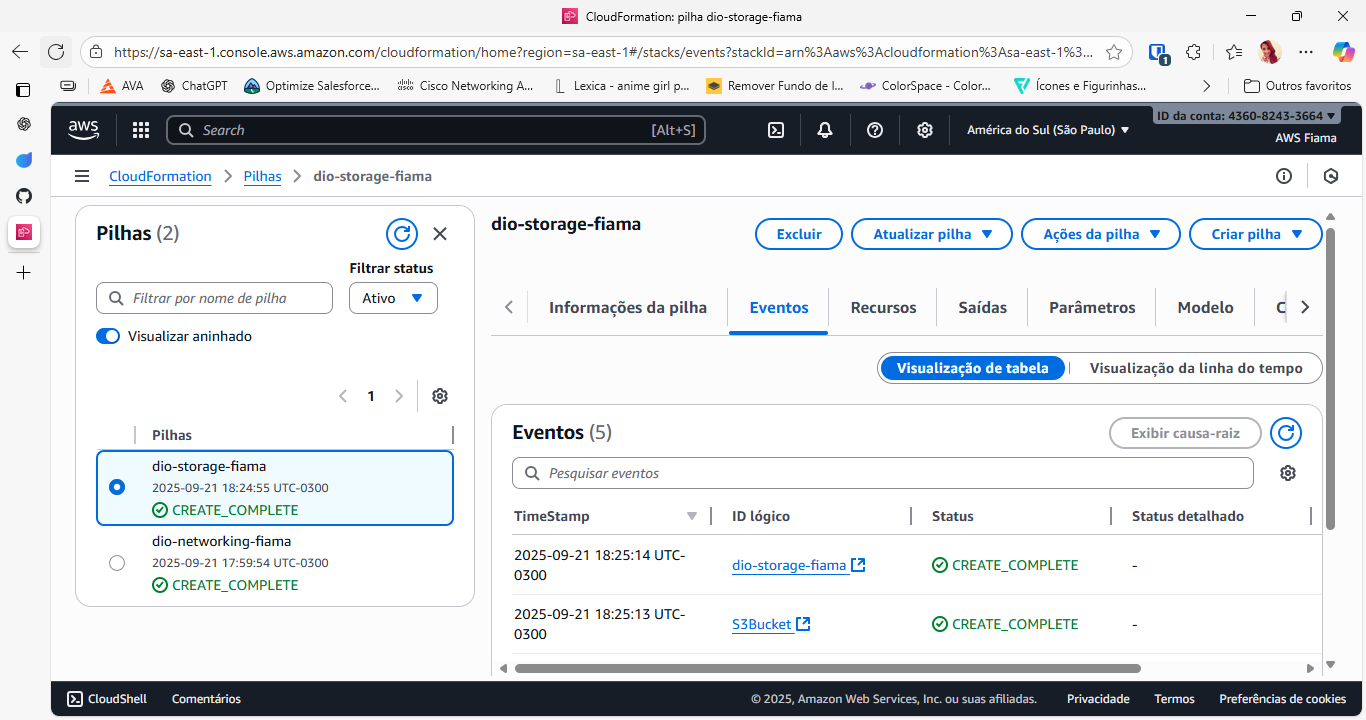 CloudFormation: pilha dio-storage-fiama
https://sa-east-1.console.aws.amazon.com/cloudformation/home?region=sa-east-1#/stacks/events?stackId=arn%3Aaws%3Acloudformation%3Asa-east-1%3...
1
AVA
ChatGPT
Optimize Salesforce...
Cisco Networking A...
Lexica - anime girl p...
Remover Fundo de I...
ColorSpace - Color...
Ícones e Figurinhas...
Outros favoritos
aws
Search
[Alt+S]
América do Sul (São Paulo)
ID da conta: 4360-8243-3664
AWS Fiama
CloudFormation
Pilhas
dio-storage-fiama
Pilhas (2)
Filtrar status
Filtrar por nome de pilha
Ativo
Visualizar aninhado
1
Pilhas
dio-storage-fiama
2025-09-21 18:24:55 UTC-0300
CREATE_COMPLETE
dio-networking-fiama
2025-09-21 17:59:54 UTC-0300
CREATE_COMPLETE
dio-storage-fiama
Excluir
Atualizar pilha
Ações da pilha
Criar pilha
Informações da pilha
Eventos
Recursos
Saídas
Parâmetros
Modelo
C
Visualização de tabela
Visualização da linha do tempo
Eventos (5)
Exibir causa-raiz
Pesquisar eventos
TimeStamp
ID lógico
Status
Status detalhado
2025-09-21 18:25:14 UTC-
0300
dio-storage-fiama
CREATE_COMPLETE
-
2025-09-21 18:25:13 UTC-
0300
S3Bucket
CREATE_COMPLETE
-
CloudShell
Comentários
© 2025, Amazon Web Services, Inc. ou suas afiliadas.
Privacidade
Termos
Preferências de cookies